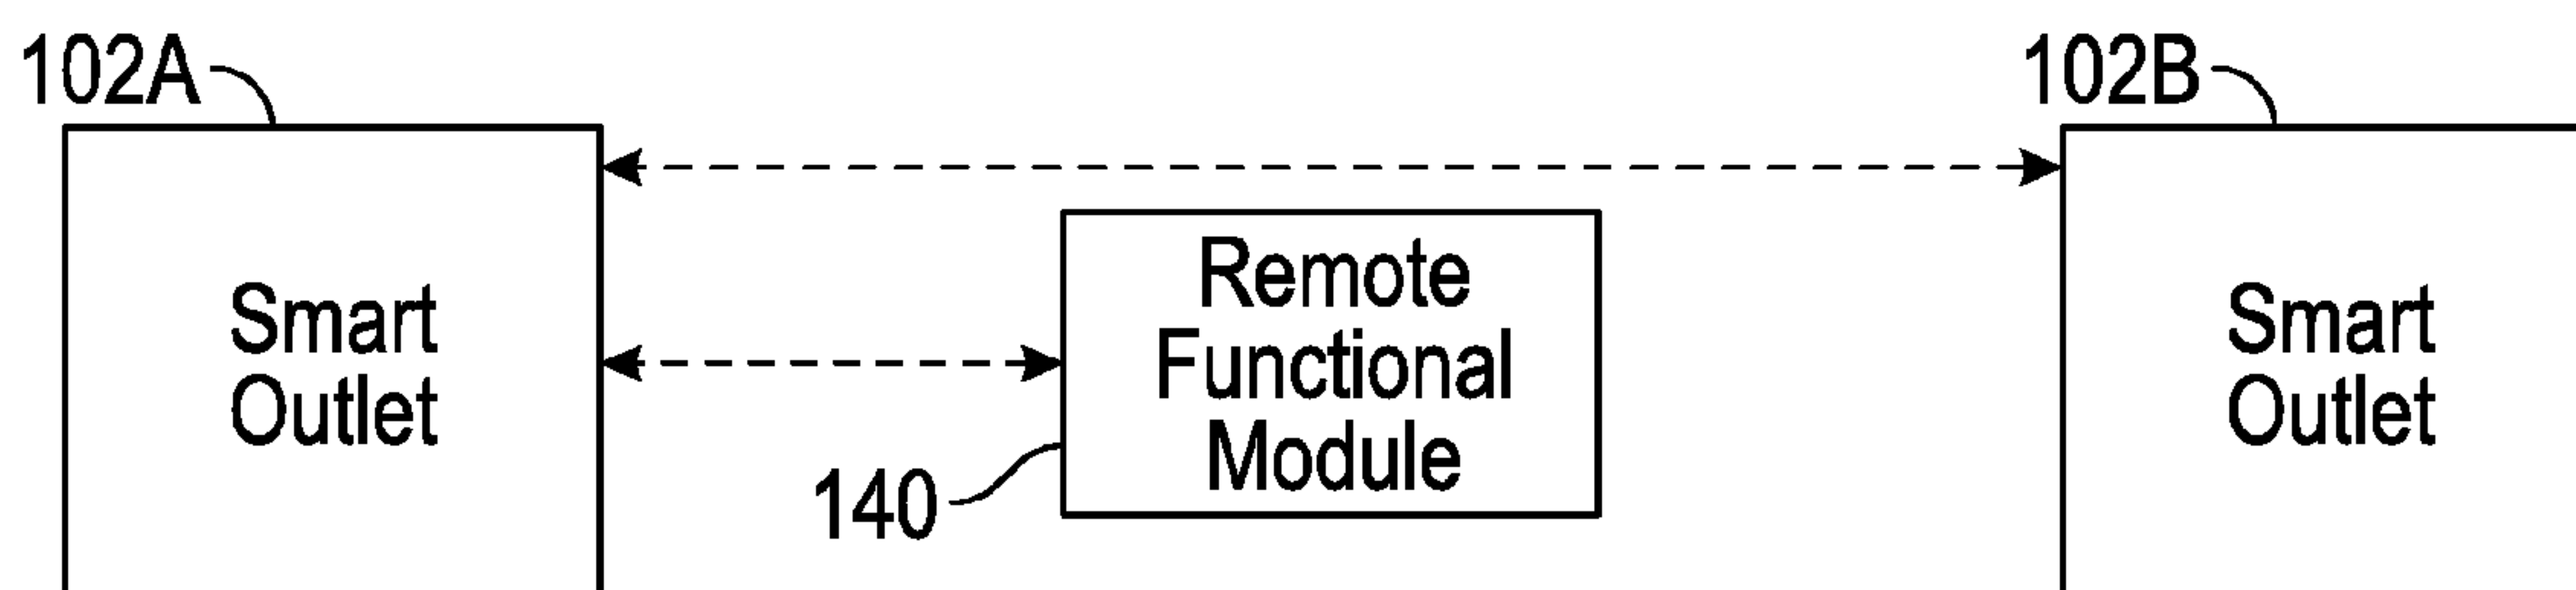 102A
102B
Smart
Outlet
Remote
Functional
Module
140
Smart
Outlet